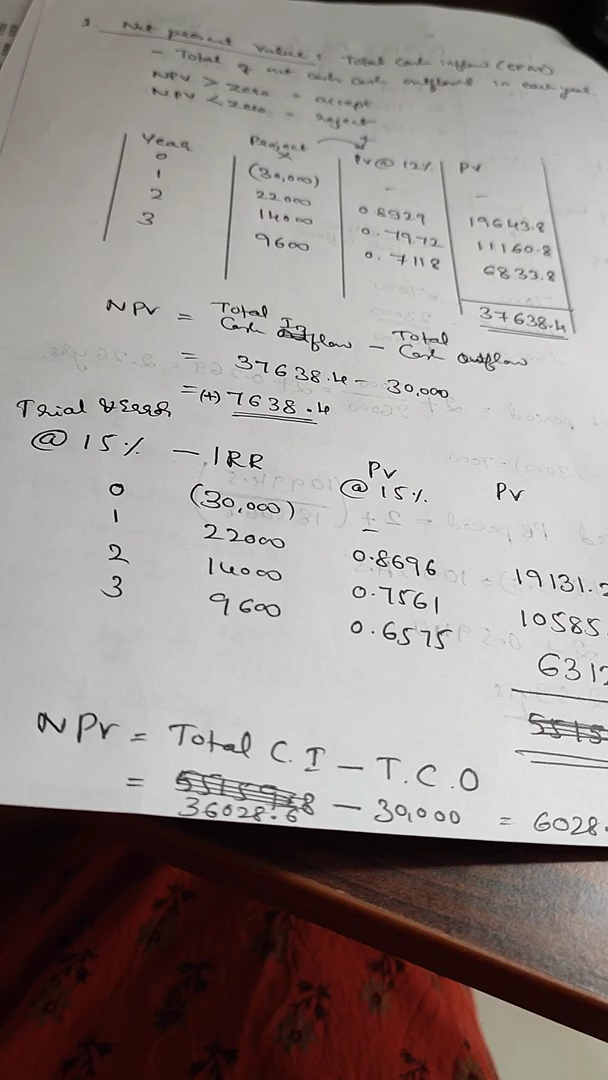 3. Net present value = Total cash inflow
- Total of net cash outflows in each year
NPV > zero = accept
NPV < zero = reject
Year Project PV@ 12% PV
X
0 (30,000) - -
1 22000 0.8929 19643.8
2 14000 0.7972 11160.8
3 9600 0.7118 6833.8
37638.4
NPV = Total Cash Inflow - Total Cash outflow
= 37638.4 - 30,000
= (+) 7638.4
Trial & Error
@ 15% - IRR PV @ 15% PV
0 (30,000) -
1 22000 0.8696 19131.2
2 14000 0.7561 10585.
3 9600 0.6575 6312
NPV = Total C.I - T.C.O
= 36028.6 - 30,000 = 6028.